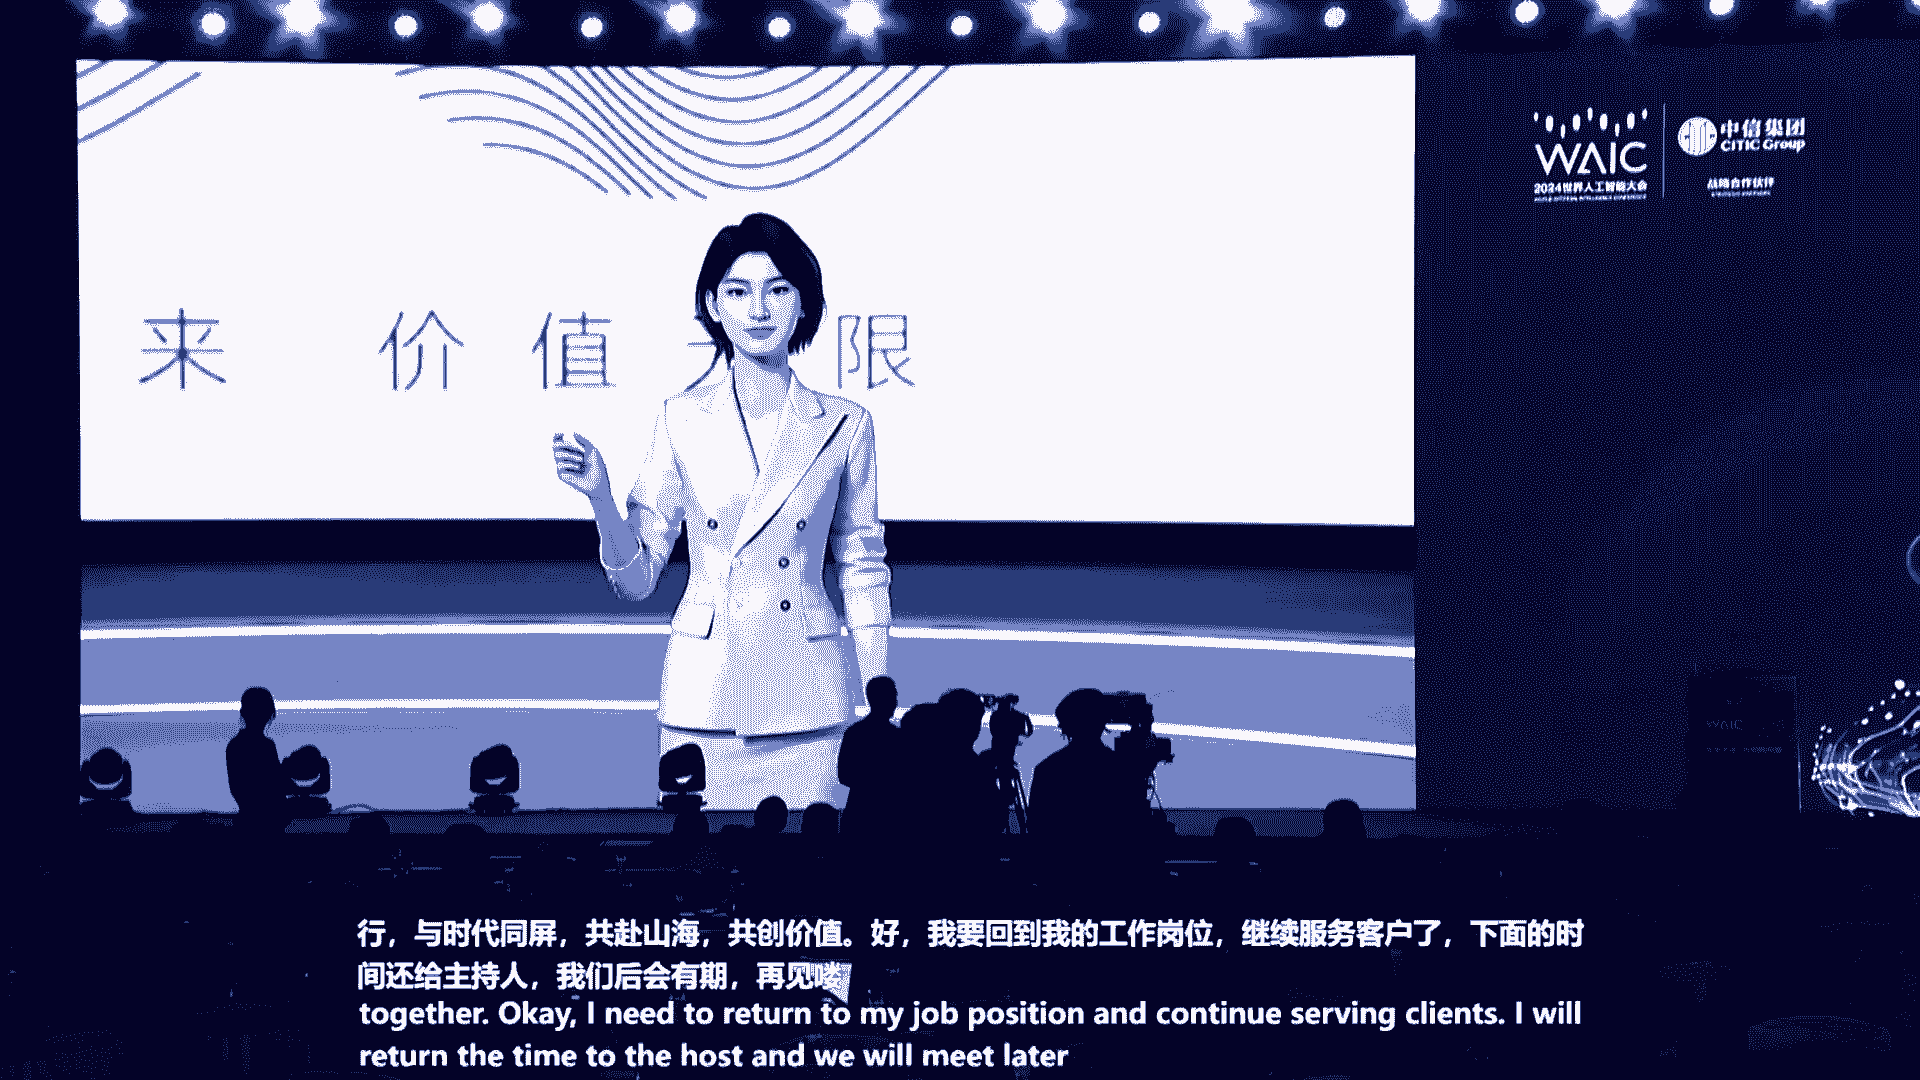 WAIC
2024世界人工智能大会
中信集团
CITIC Group
战略合作伙伴
来 价值 限
WAIC
行，与时代同屏，共赴山海，共创价值。好，我要回到我的工作岗位，继续服务客户了，下面的时
间还给主持人，我们后会有期，再见喽
together. Okay, I need to return to my job position and continue serving clients. I will
return the time to the host and we will meet later